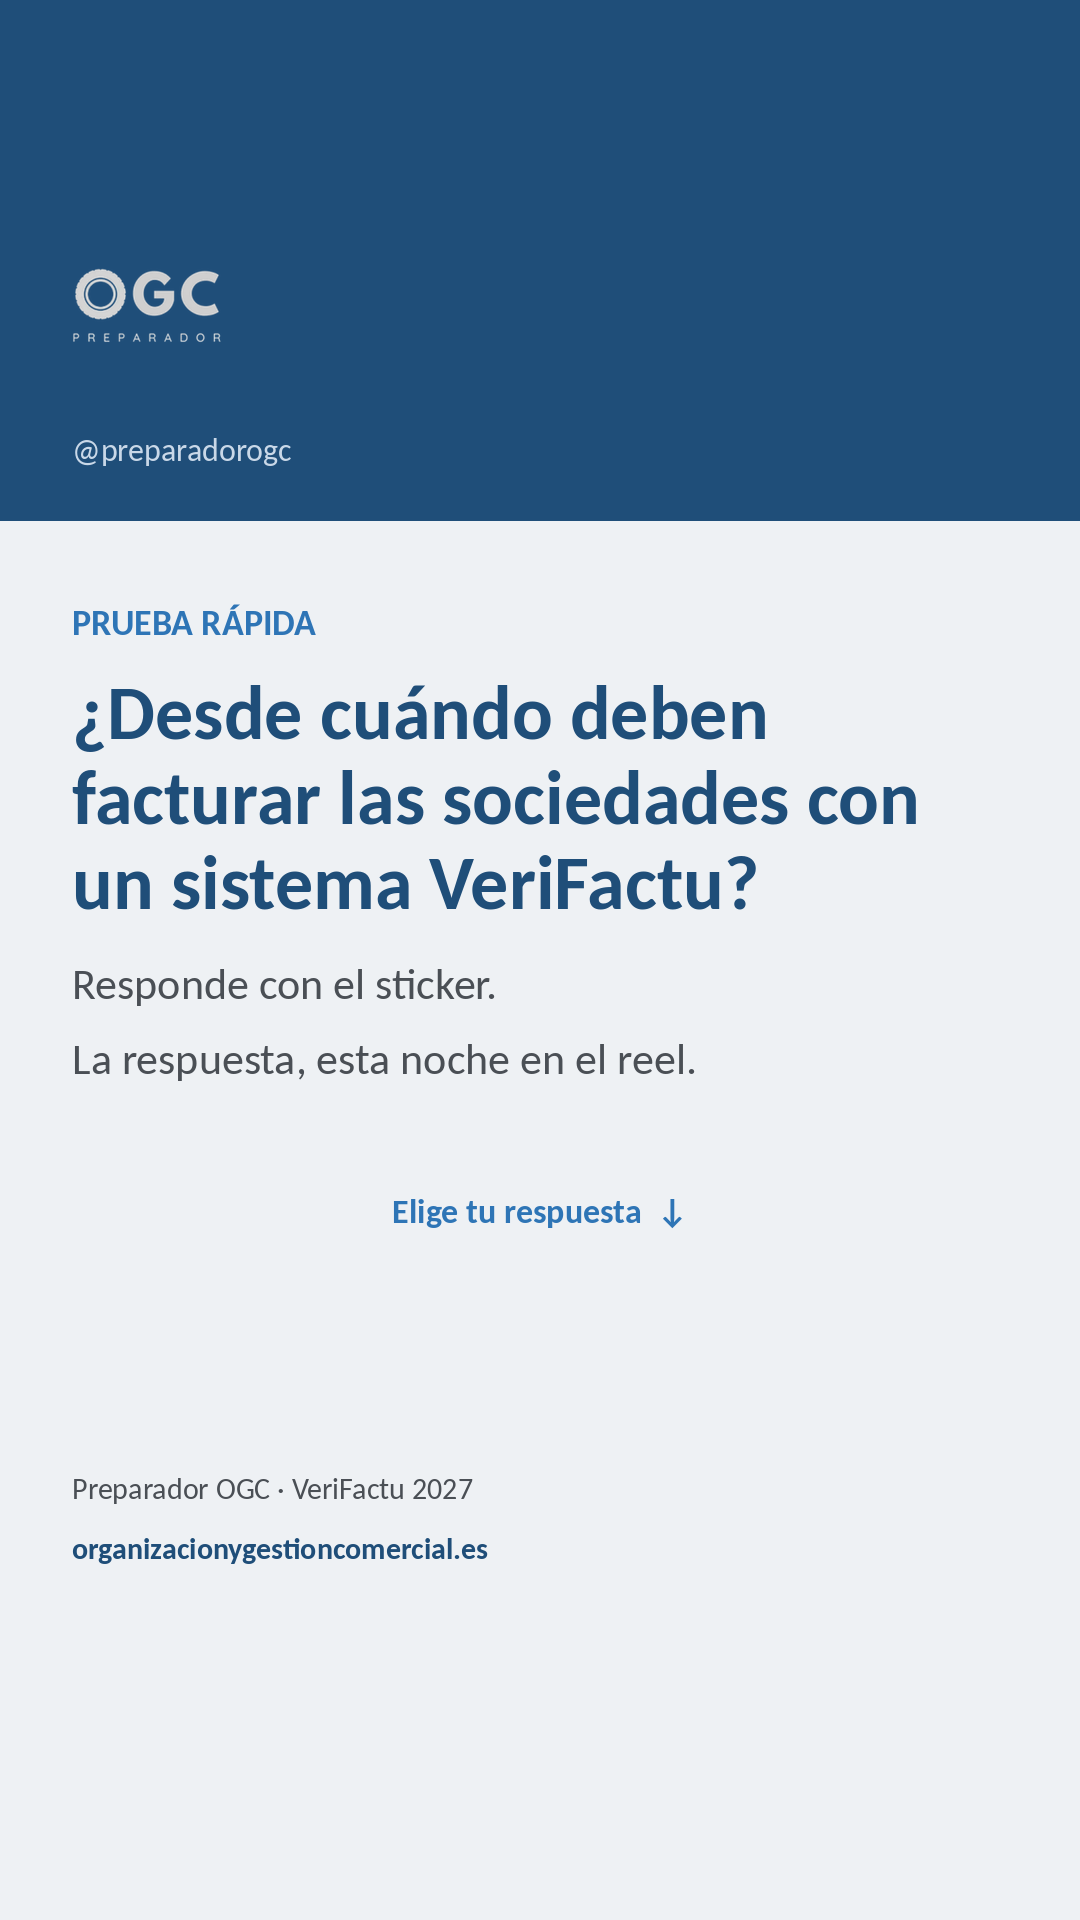 OGC
PREPARADOR
@preparadorogc
PRUEBA RÁPIDA
¿Desde cuándo deben
facturar las sociedades con
un sistema VeriFactu?
Responde con el sticker.
La respuesta, esta noche en el reel.
Elige tu respuesta ↓
Preparador OGC · VeriFactu 2027
organizacionygestioncomercial.es